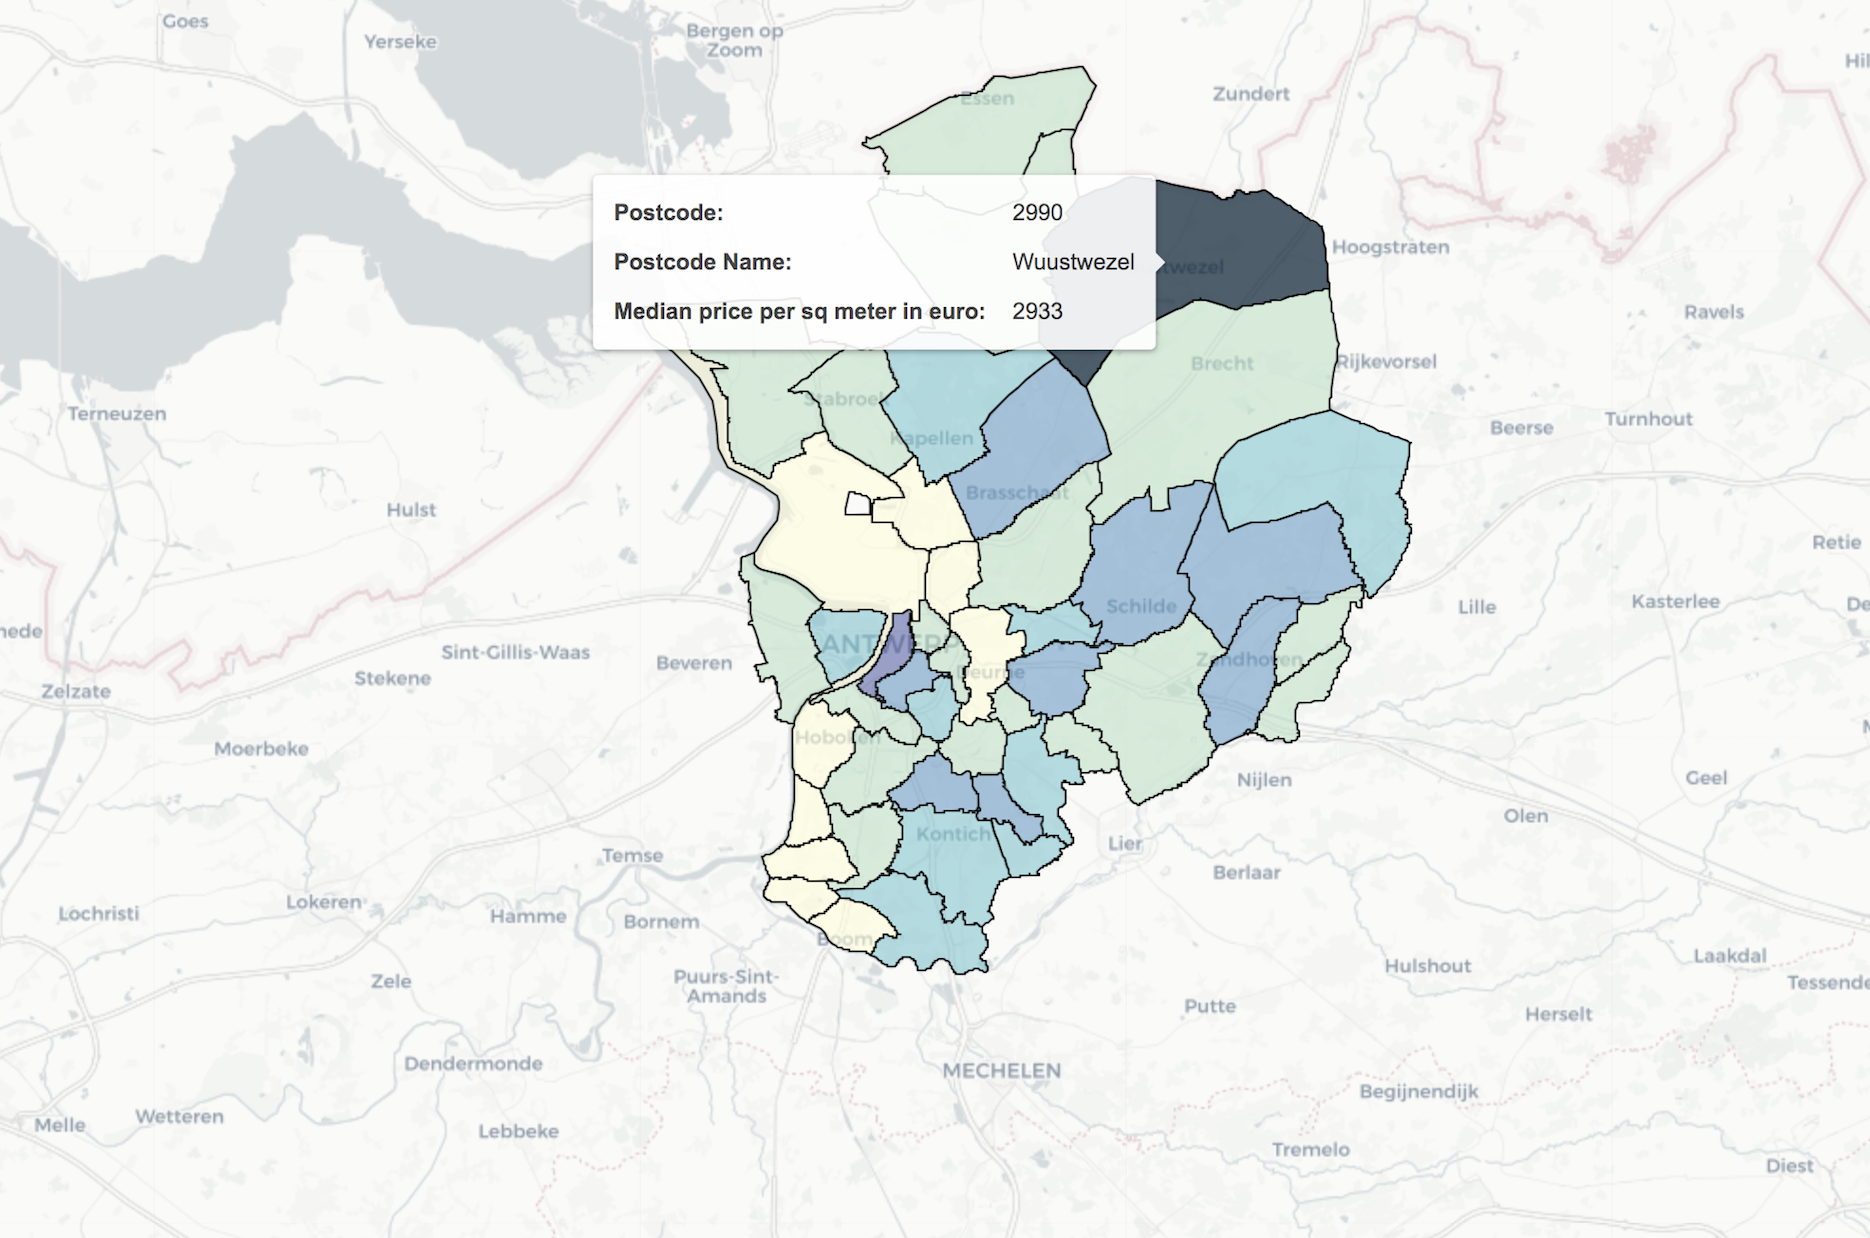 Goes
Yerseke
Bergen op
Zoom
Zundert
Essen
Postcode: 2990
Postcode Name: Wuustwezel
Median price per sq meter in euro: 2933
twezel
Hoogstraten
Ravels
Brecht
Rijkevorsel
Stabroek
Kapellen
Terneuzen
Beerse
Turnhout
Hulst
Brasschaat
Retie
Schilde
Lille
Kasterlee
Sint-Gillis-Waas
Beveren
ANTWERP
Deurne
Zandhoven
Stekene
Zelzate
Moerbeke
Hoboken
Nijlen
Geel
Olen
Kontich
Lier
Temse
Berlaar
Lokeren
Lochristi
Hamme
Bornem
Boom
Puurs-Sint-
Amands
Zele
Hulshout
Laakdal
Tessende
Putte
Herselt
Dendermonde
MECHELEN
Begijnendijk
Melle
Wetteren
Lebbeke
Tremelo
Diest